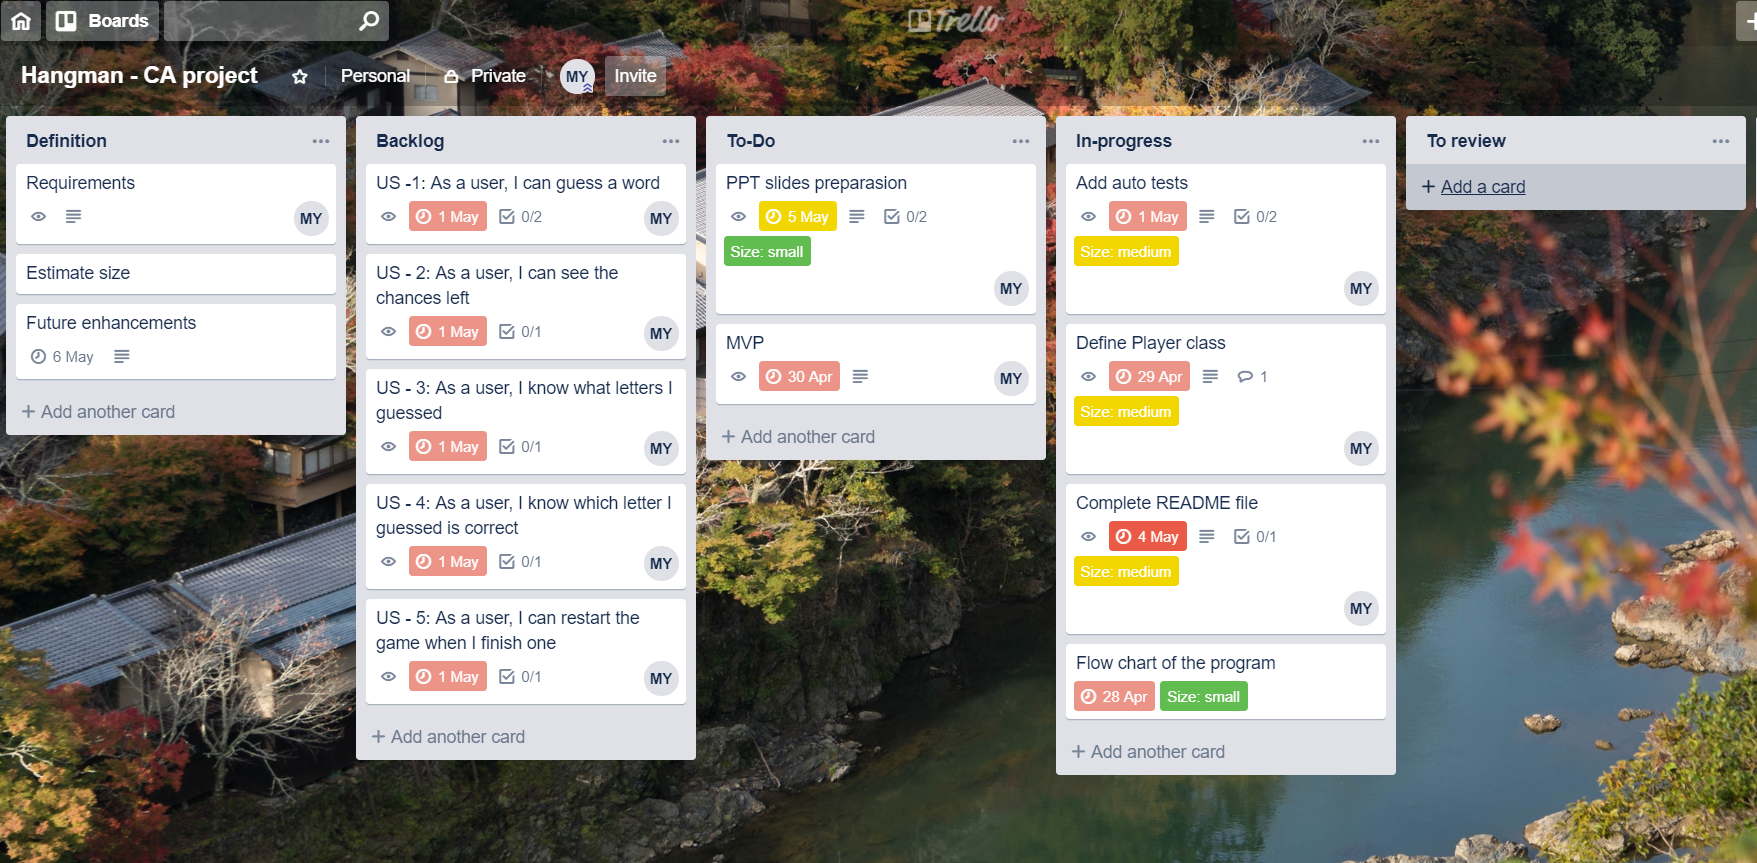 Boards
Trello
Hangman - CA project
Personal
Private
MY
Invite
Definition
Requirements
MY
Estimate size
Future enhancements
6 May
+ Add another card
Backlog
US -1: As a user, I can guess a word
1 May
0/2
MY
US - 2: As a user, I can see the
chances left
1 May
0/1
MY
US - 3: As a user, I know what letters I
guessed
1 May
0/1
MY
US - 4: As a user, I know which letter I
guessed is correct
1 May
0/1
MY
US - 5: As a user, I can restart the
game when I finish one
1 May
0/1
MY
+ Add another card
To-Do
PPT slides preparasion
5 May
0/2
Size: small
MY
MVP
30 Apr
MY
+ Add another card
In-progress
Add auto tests
1 May
0/2
Size: medium
MY
Define Player class
29 Apr
1
Size: medium
MY
Complete README file
4 May
0/1
Size: medium
MY
Flow chart of the program
28 Apr
Size: small
+ Add another card
To review
+ Add a card